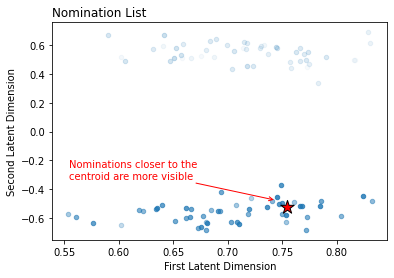 Nomination List
0.6
0.4
0.2
0.0
−0.2
−0.4
−0.6
Second Latent Dimension
Nominations closer to the
centroid are more visible
0.55 0.60 0.65 0.70 0.75 0.80
First Latent Dimension